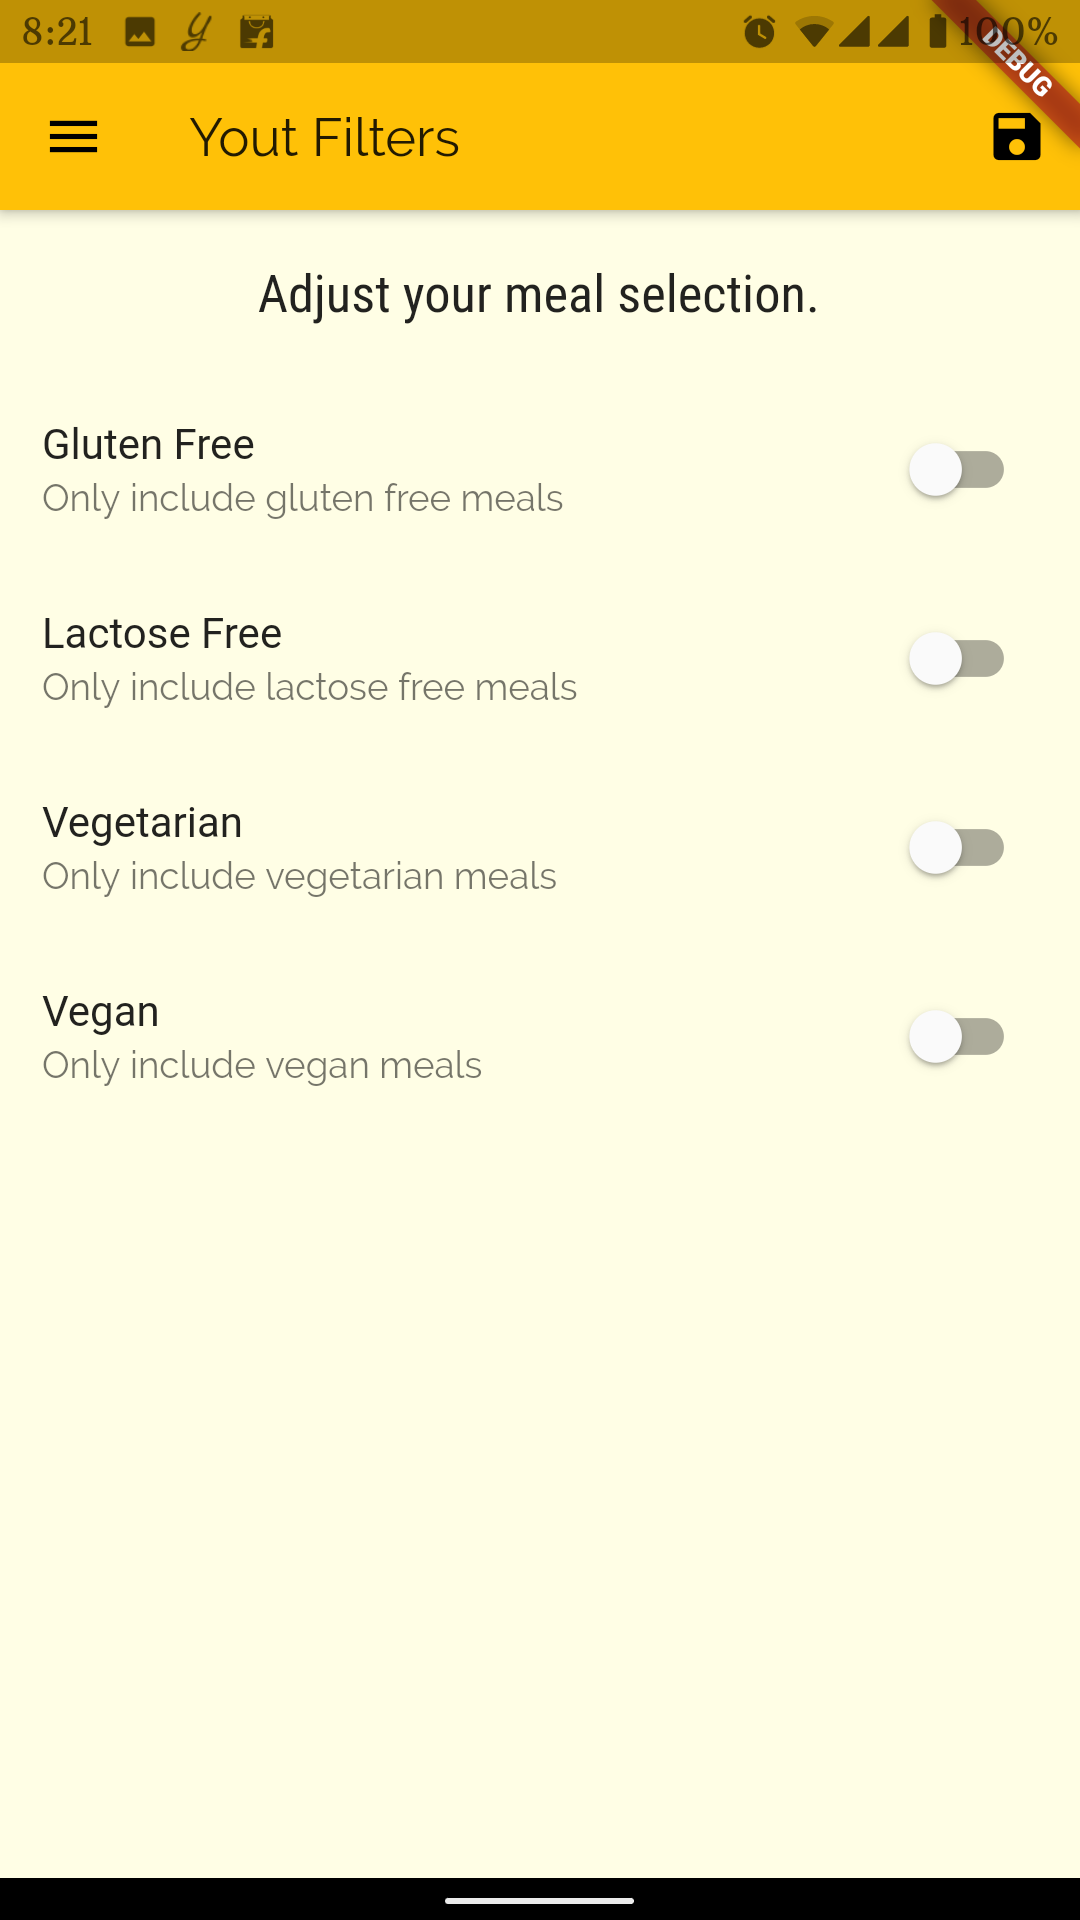 8:21 100%
DEBUG
Yout Filters
Adjust your meal selection.
Gluten Free
Only include gluten free meals
Lactose Free
Only include lactose free meals
Vegetarian
Only include vegetarian meals
Vegan
Only include vegan meals